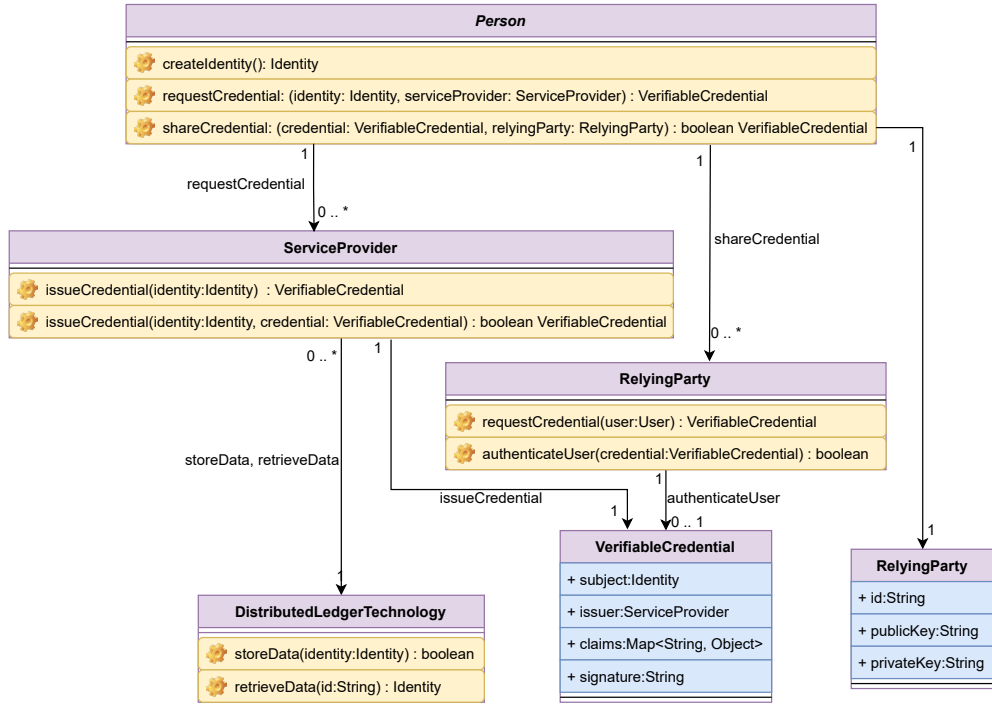 Person
createIdentity(): Identity
requestCredential: (identity: Identity, serviceProvider: ServiceProvider) : VerifiableCredential
shareCredential: (credential: VerifiableCredential, relyingParty: RelyingParty) : boolean VerifiableCredential
1
1
1
requestCredential
0 .. *
shareCredential
ServiceProvider
issueCredential(identity:Identity) : VerifiableCredential
issueCredential(identity:Identity, credential: VerifiableCredential) : boolean VerifiableCredential
0 .. *
1
0 .. *
RelyingParty
requestCredential(user:User) : VerifiableCredential
authenticateUser(credential:VerifiableCredential) : boolean
storeData, retrieveData
1
issueCredential
authenticateUser
1
0 .. 1
1
VerifiableCredential
+ subject:Identity
+ issuer:ServiceProvider
+ claims:Map<String, Object>
+ signature:String
RelyingParty
+ id:String
+ publicKey:String
+ privateKey:String
1
DistributedLedgerTechnology
storeData(identity:Identity) : boolean
retrieveData(id:String) : Identity